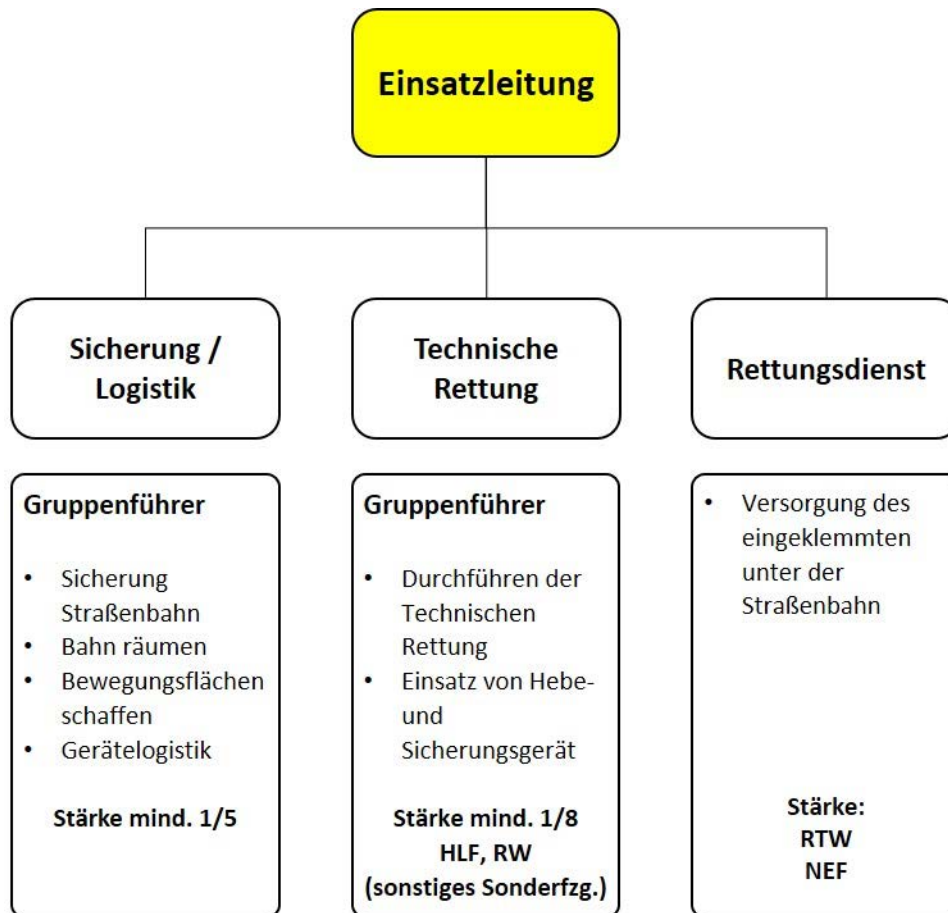 Einsatzleitung
Sicherung /
Logistik
Technische
Rettung
Rettungsdienst
Gruppenführer
• Sicherung
Straßenbahn
• Bahn räumen
• Bewegungsflächen
schaffen
• Gerätelogistik
Stärke mind. 1/5
Gruppenführer
• Durchführen der
Technischen
Rettung
• Einsatz von Hebe-
und
Sicherungsgerät
Stärke mind. 1/8
HLF, RW
(sonstiges Sonderfzg.)
• Versorgung des
eingeklemmten
unter der
Straßenbahn
Stärke:
RTW
NEF